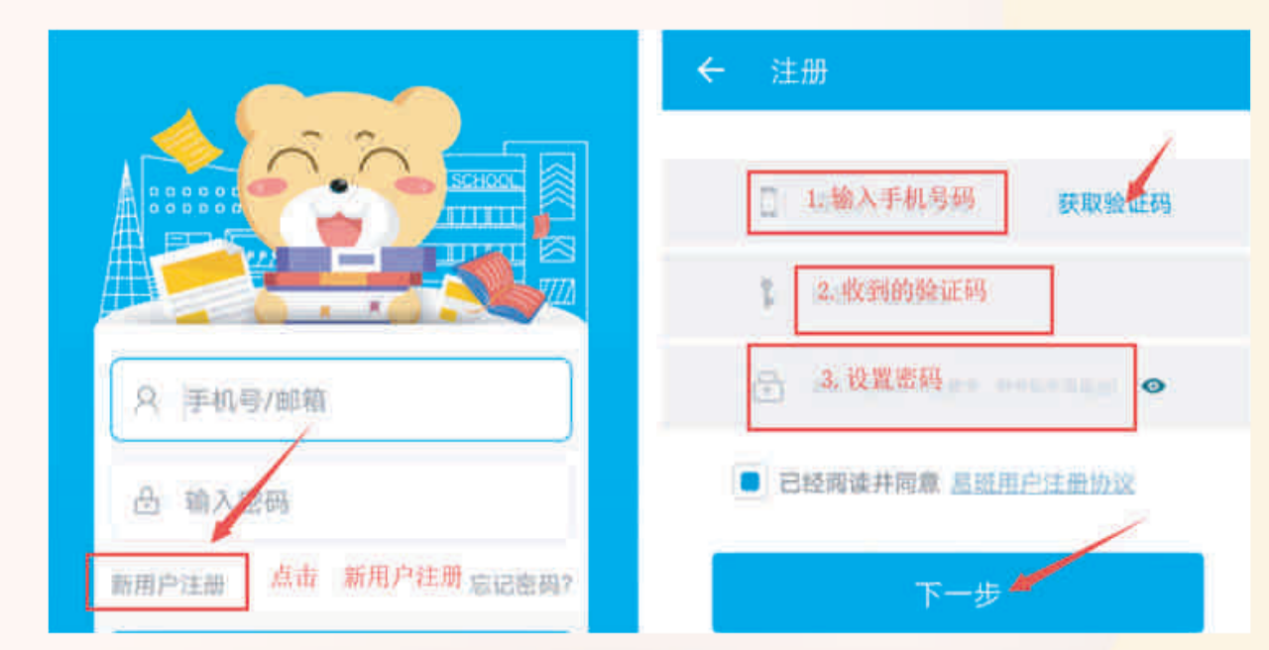 SCHOOL
手机号/邮箱
输入密码
新用户注册
点击 新用户注册
忘记密码?
注册
1.输入手机号码
获取验证码
2.收到的验证码
3.设置密码
已经阅读并同意 易班用户注册协议
下一步